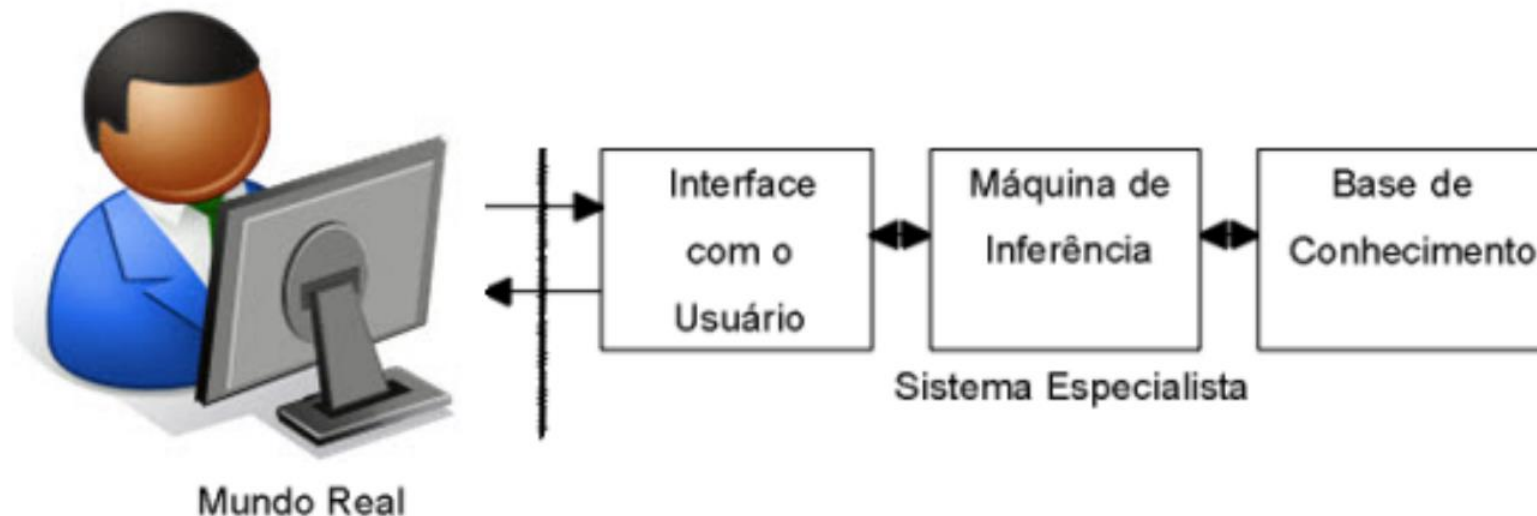 Interface
com o
Usuário
Máquina de
Inferência
Base de
Conhecimento
Sistema Especialista
Mundo Real